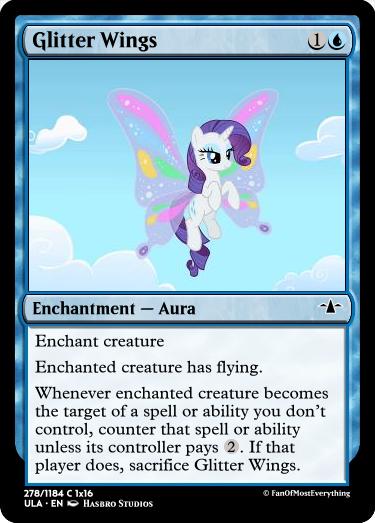 Glitter Wings 1
Enchantment — Aura
Enchant creature
Enchanted creature has flying.
Whenever enchanted creature becomes
the target of a spell or ability you don't
control, counter that spell or ability
unless its controller pays 2. If that
player does, sacrifice Glitter Wings.
278/1184 C 1x16
ULA • EN Hasbro Studios
© FanOfMostEverything